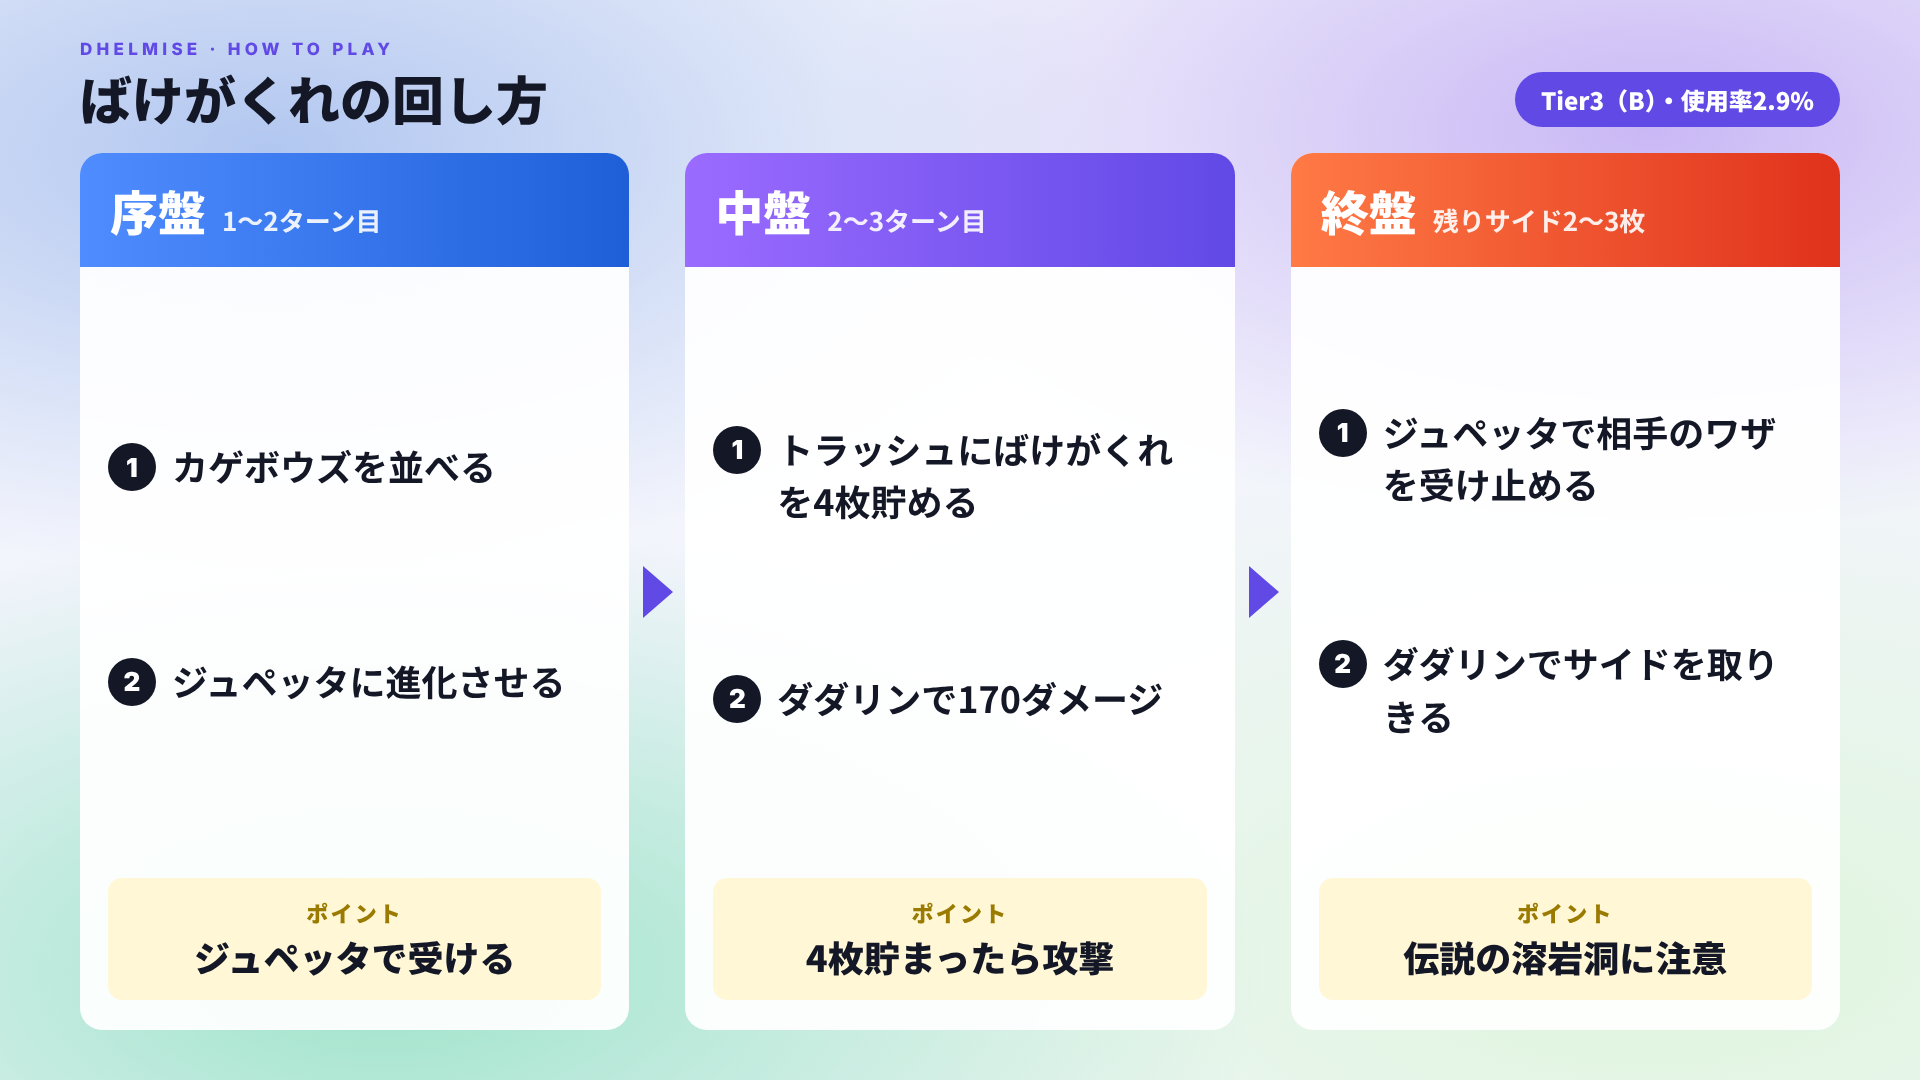 DHELMISE · HOW TO PLAY
ばけがくれの回し方
Tier3（B）・使用率2.9%
序盤 1〜2ターン目
1 カゲボウズを並べる
2 ジュペッタに進化させる
ポイント
ジュペッタで受ける
中盤 2〜3ターン目
1 トラッシュにばけがくれ
を4枚貯める
2 ダダリンで170ダメージ
ポイント
4枚貯まったら攻撃
終盤 残りサイド2〜3枚
1 ジュペッタで相手のワザ
を受け止める
2 ダダリンでサイドを取り
きる
ポイント
伝説の溶岩洞に注意